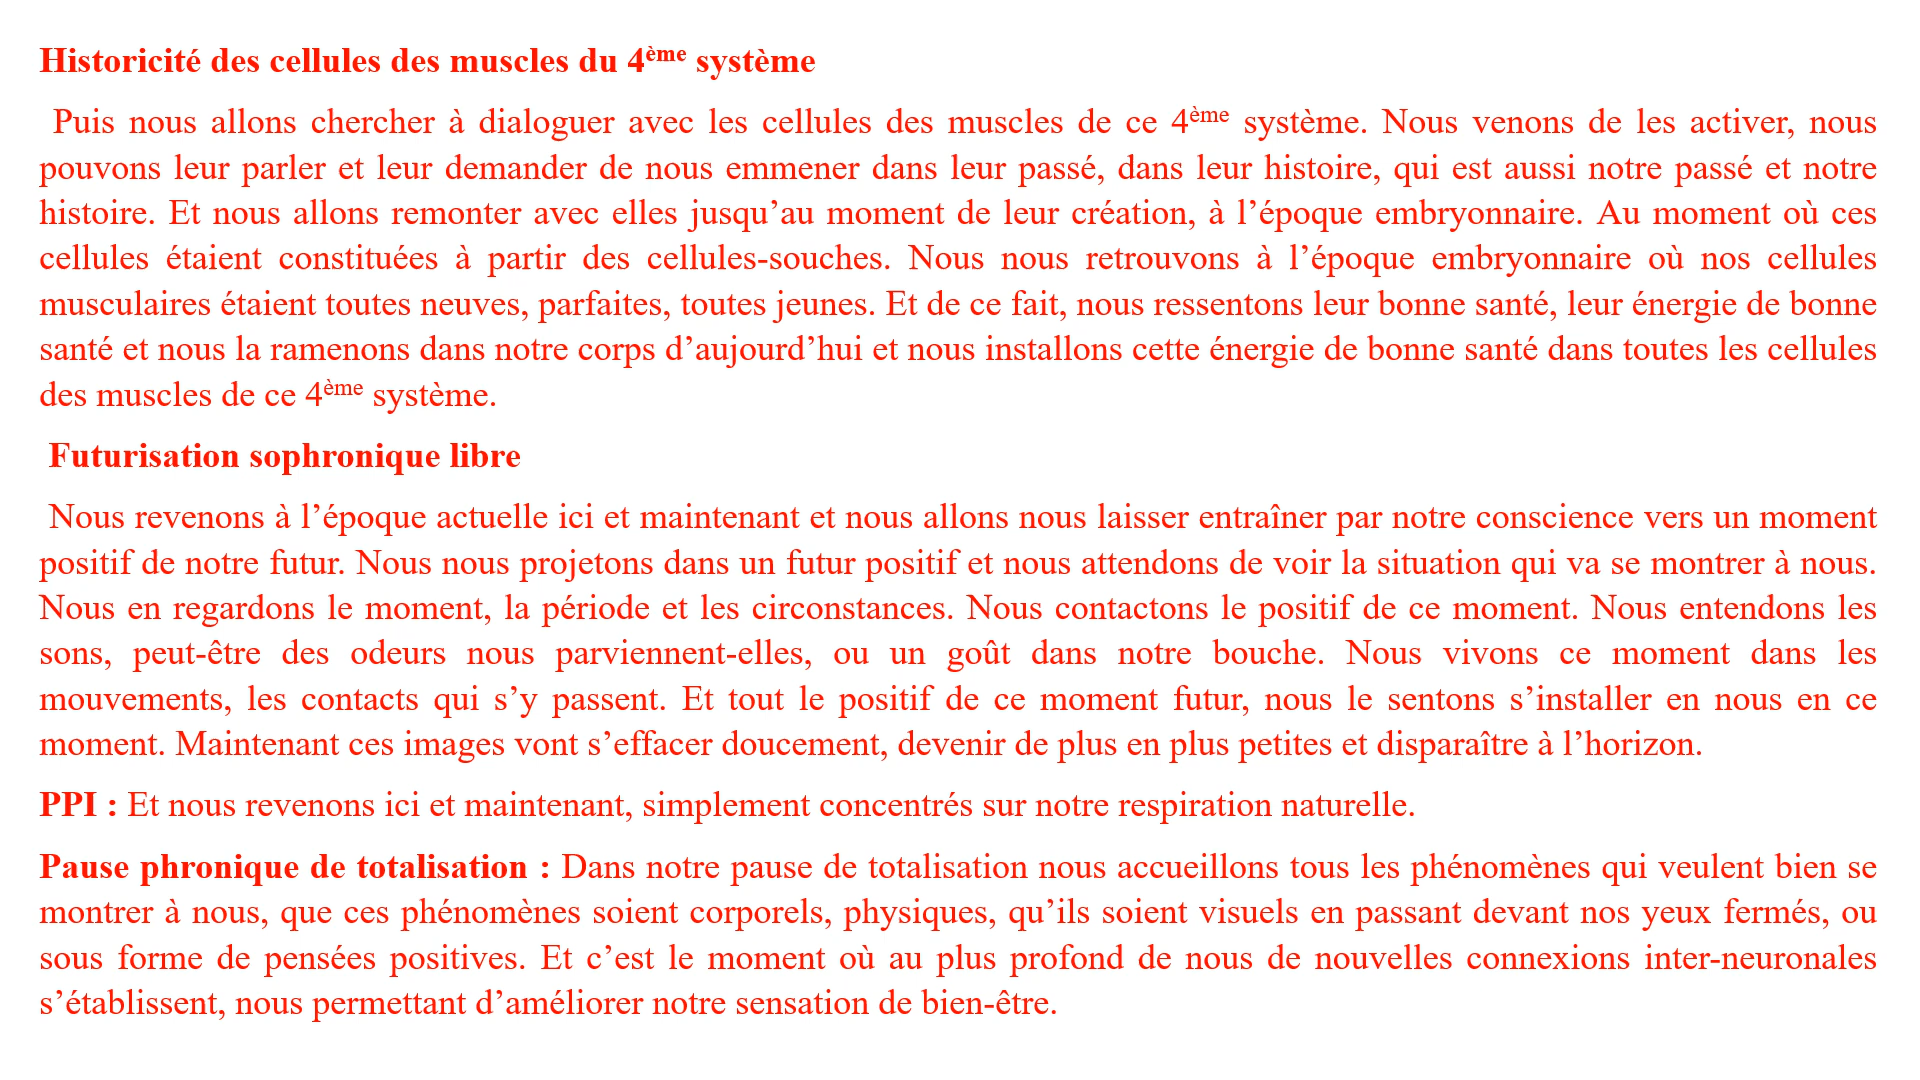 Historicité des cellules des muscles du 4ème système
Puis nous allons chercher à dialoguer avec les cellules des muscles de ce 4ème système. Nous venons de les activer, nous
pouvons leur parler et leur demander de nous emmener dans leur passé, dans leur histoire, qui est aussi notre passé et notre
histoire. Et nous allons remonter avec elles jusqu’au moment de leur création, à l’époque embryonnaire. Au moment où ces
cellules étaient constituées à partir des cellules-souches. Nous nous retrouvons à l’époque embryonnaire où nos cellules
musculaires étaient toutes neuves, parfaites, toutes jeunes. Et de ce fait, nous ressentons leur bonne santé, leur énergie de bonne
santé et nous la ramenons dans notre corps d’aujourd’hui et nous installons cette énergie de bonne santé dans toutes les cellules
des muscles de ce 4ème système.
Futurisation sophronique libre
Nous revenons à l’époque actuelle ici et maintenant et nous allons nous laisser entraîner par notre conscience vers un moment
positif de notre futur. Nous nous projetons dans un futur positif et nous attendons de voir la situation qui va se montrer à nous.
Nous en regardons le moment, la période et les circonstances. Nous contactons le positif de ce moment. Nous entendons les
sons, peut-être des odeurs nous parviennent-elles, ou un goût dans notre bouche. Nous vivons ce moment dans les
mouvements, les contacts qui s’y passent. Et tout le positif de ce moment futur, nous le sentons s’installer en nous en ce
moment. Maintenant ces images vont s’effacer doucement, devenir de plus en plus petites et disparaître à l’horizon.
PPI : Et nous revenons ici et maintenant, simplement concentrés sur notre respiration naturelle.
Pause phronique de totalisation : Dans notre pause de totalisation nous accueillons tous les phénomènes qui veulent bien se
montrer à nous, que ces phénomènes soient corporels, physiques, qu’ils soient visuels en passant devant nos yeux fermés, ou
sous forme de pensées positives. Et c’est le moment où au plus profond de nous de nouvelles connexions inter-neuronales
s’établissent, nous permettant d’améliorer notre sensation de bien-être.